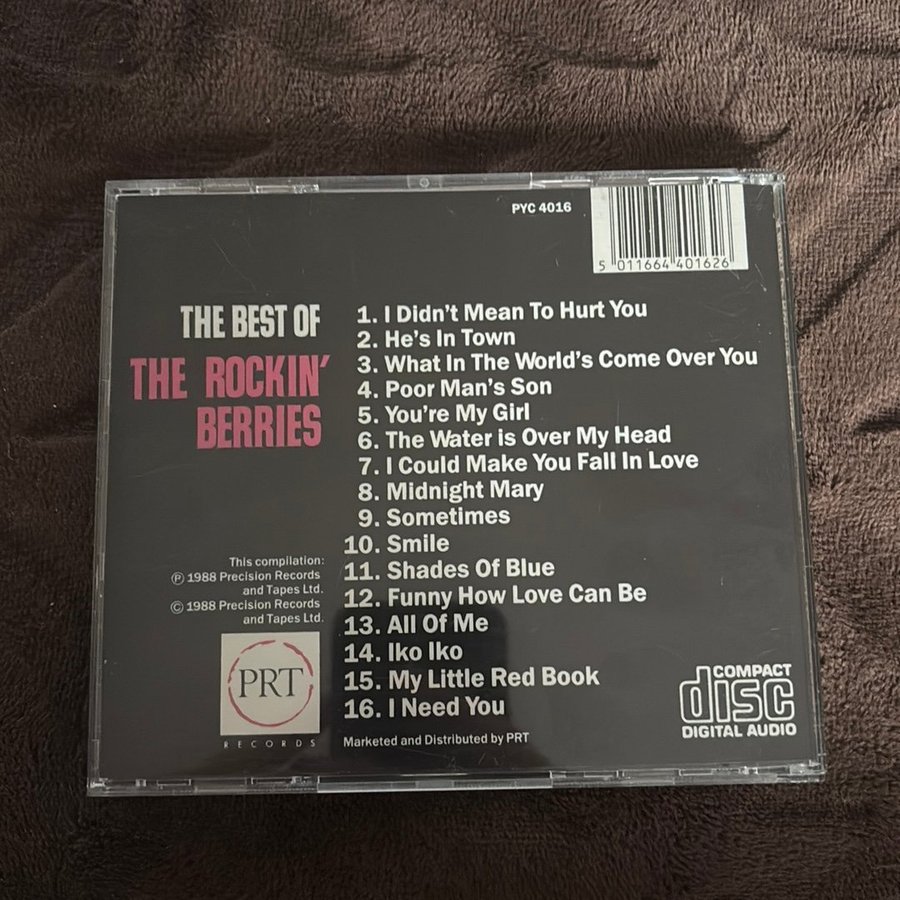 PYC 4016
5 011664 401626
THE BEST OF
THE ROCKIN'
BERRIES
1. I Didn't Mean To Hurt You
2. He's In Town
3. What In The World's Come Over You
4. Poor Man's Son
5. You're My Girl
6. The Water is Over My Head
7. I Could Make You Fall In Love
8. Midnight Mary
9. Sometimes
10. Smile
11. Shades Of Blue
12. Funny How Love Can Be
13. All Of Me
14. Iko Iko
15. My Little Red Book
16. I Need You
This compilation:
℗ 1988 Precision Records
and Tapes Ltd.
© 1988 Precision Records
and Tapes Ltd.
PRT
RECORDS
Marketed and Distributed by PRT
COMPACT
disc
DIGITAL AUDIO